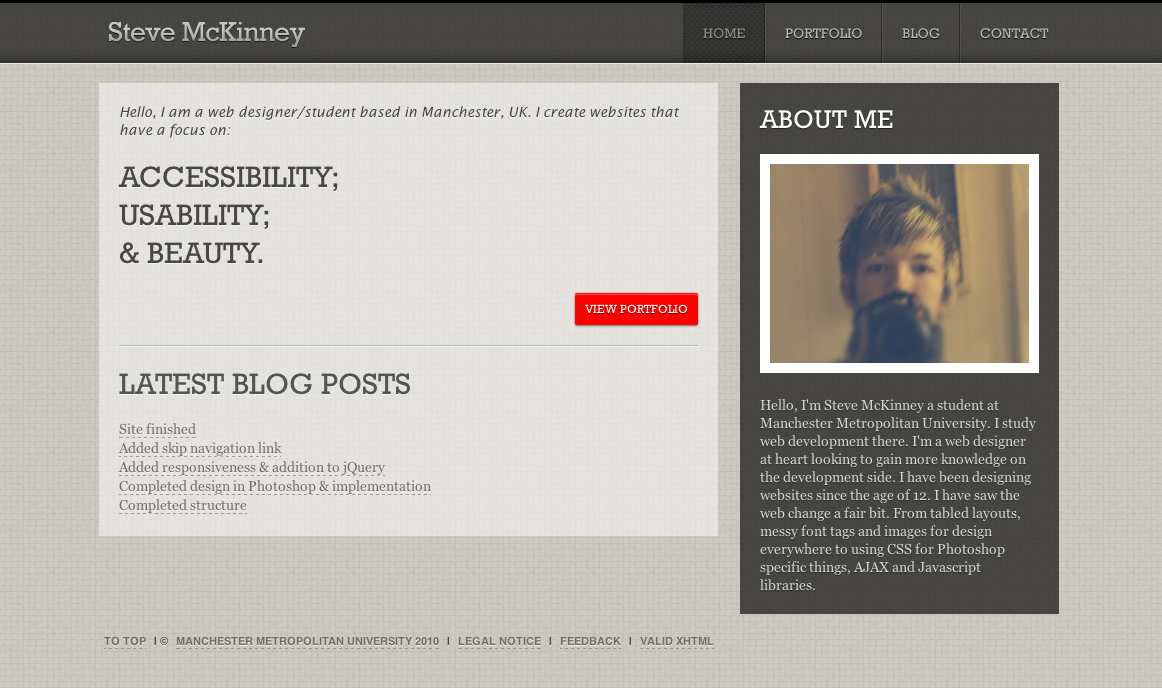 Steve McKinney
HOME PORTFOLIO BLOG CONTACT
Hello, I am a web designer/student based in Manchester, UK. I create websites that
have a focus on:
ACCESSIBILITY;
USABILITY;
& BEAUTY.
VIEW PORTFOLIO
LATEST BLOG POSTS
Site finished
Added skip navigation link
Added responsiveness & addition to jQuery
Completed design in Photoshop & implementation
Completed structure
ABOUT ME
Hello, I'm Steve McKinney a student at
Manchester Metropolitan University. I study
web development there. I'm a web designer
at heart looking to gain more knowledge on
the development side. I have been designing
websites since the age of 12. I have saw the
web change a fair bit. From tabled layouts,
messy font tags and images for design
everywhere to using CSS for Photoshop
specific things, AJAX and Javascript
libraries.
TO TOP | © MANCHESTER METROPOLITAN UNIVERSITY 2010 | LEGAL NOTICE | FEEDBACK | VALID XHTML